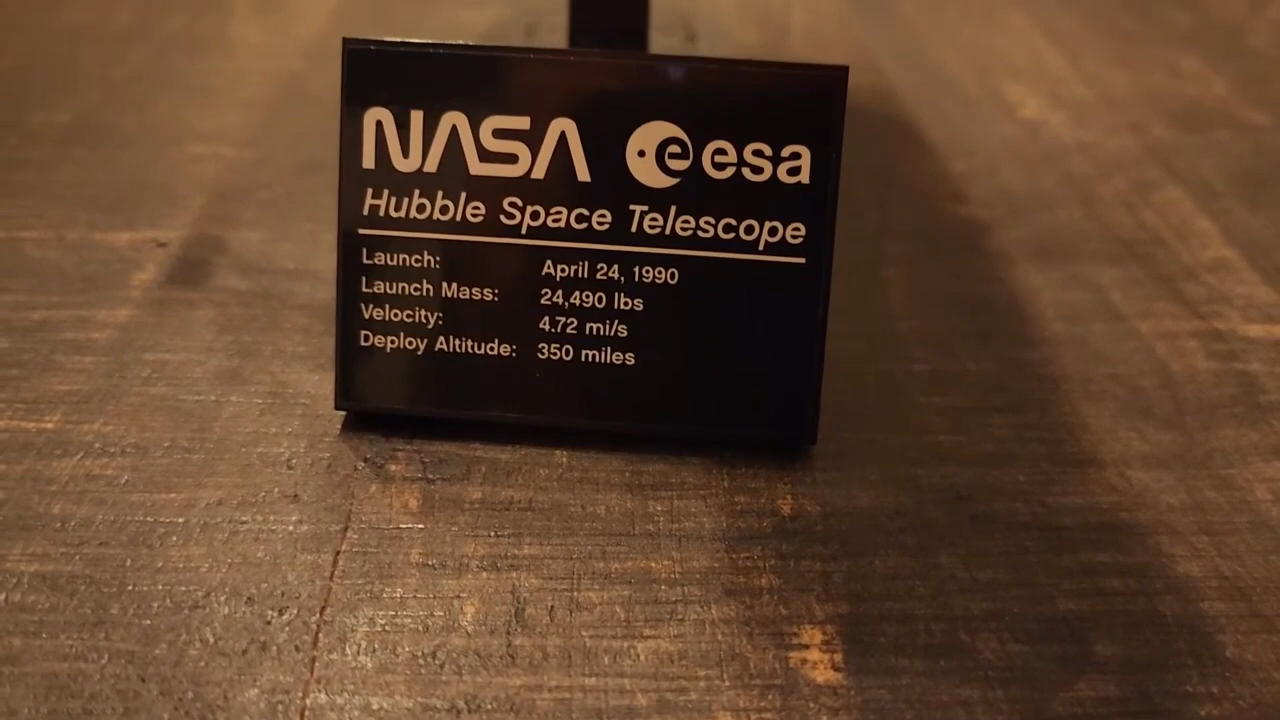 NASA esa
Hubble Space Telescope
Launch: April 24, 1990
Launch Mass: 24,490 lbs
Velocity: 4.72 mi/s
Deploy Altitude: 350 miles